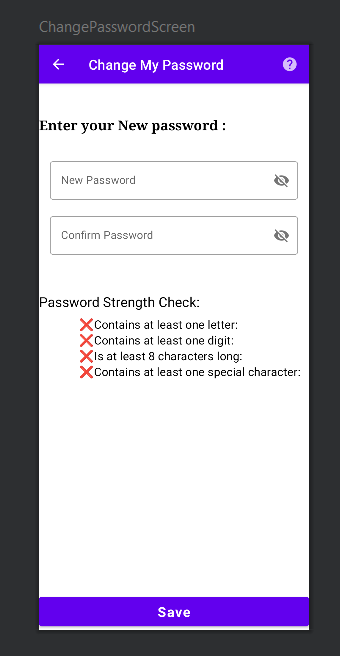 ChangePasswordScreen
Change My Password
Enter your New password :
New Password
Confirm Password
Password Strength Check:
❌Contains at least one letter:
❌Contains at least one digit:
❌Is at least 8 characters long:
❌Contains at least one special character:
Save